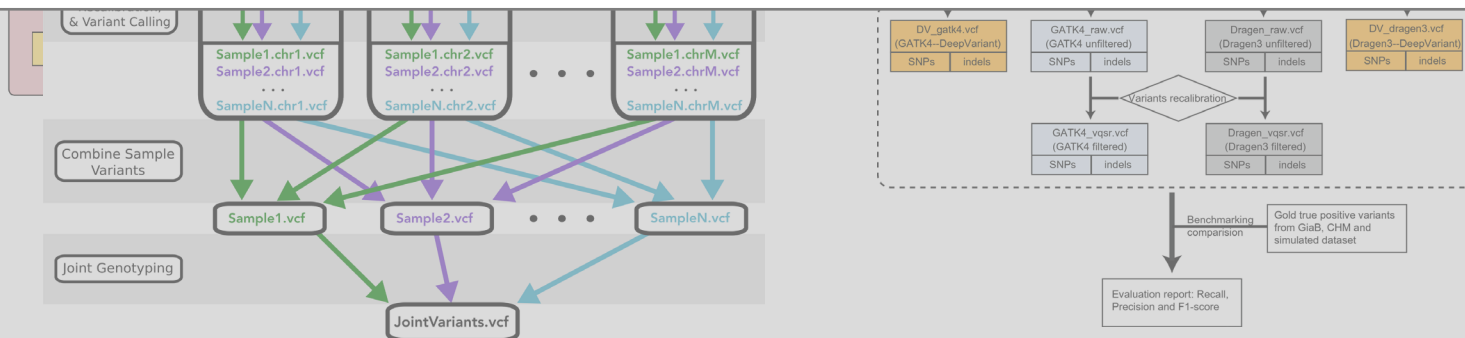 & Variant Calling
Sample1.chr1.vcf
Sample2.chr1.vcf
...
SampleN.chr1.vcf
Sample1.chr2.vcf
Sample2.chr2.vcf
...
SampleN.chr2.vcf
Sample1.chrM.vcf
Sample2.chrM.vcf
...
SampleN.chrM.vcf
Combine Sample
Variants
Sample1.vcf
Sample2.vcf
SampleN.vcf
Joint Genotyping
JointVariants.vcf
DV_gatk4.vcf
(GATK4--DeepVariant)
SNPs
indels
GATK4_raw.vcf
(GATK4 unfiltered)
SNPs
indels
Dragen_raw.vcf
(Dragen3 unfiltered)
SNPs
indels
DV_dragen3.vcf
(Dragen3--DeepVariant)
SNPs
indels
Variants recalibration
GATK4_vqsr.vcf
(GATK4 filtered)
SNPs
indels
Dragen_vqsr.vcf
(Dragen3 filtered)
SNPs
indels
Benchmarking
comparision
Gold true positive variants
from GiaB, CHM and
simulated dataset
Evaluation report: Recall,
Precision and F1-score